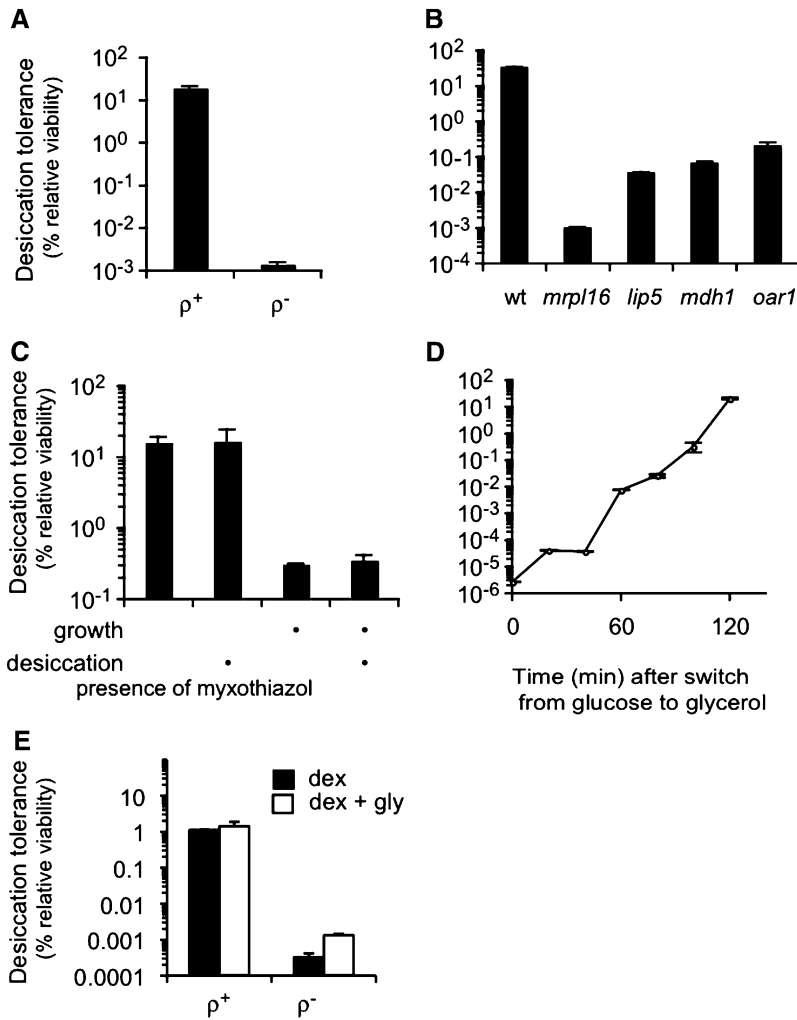 A
Desiccation tolerance
(% relative viability)
10²
10¹
10⁰
10⁻¹
10⁻²
10⁻³
ρ⁺ ρ⁻
B
10²
10¹
10⁰
10⁻¹
10⁻²
10⁻³
10⁻⁴
wt mrpl16 lip5 mdh1 oar1
C
Desiccation tolerance
(% relative viability)
10²
10¹
10⁰
10⁻¹
growth • •
desiccation • •
presence of myxothiazol
D
10²
10¹
10⁰
10⁻¹
10⁻²
10⁻³
10⁻⁴
10⁻⁵
10⁻⁶
0 60 120
Time (min) after switch
from glucose to glycerol
E
Desiccation tolerance
(% relative viability)
10
1
0.1
0.01
0.001
0.0001
dex
dex + gly
ρ⁺ ρ⁻